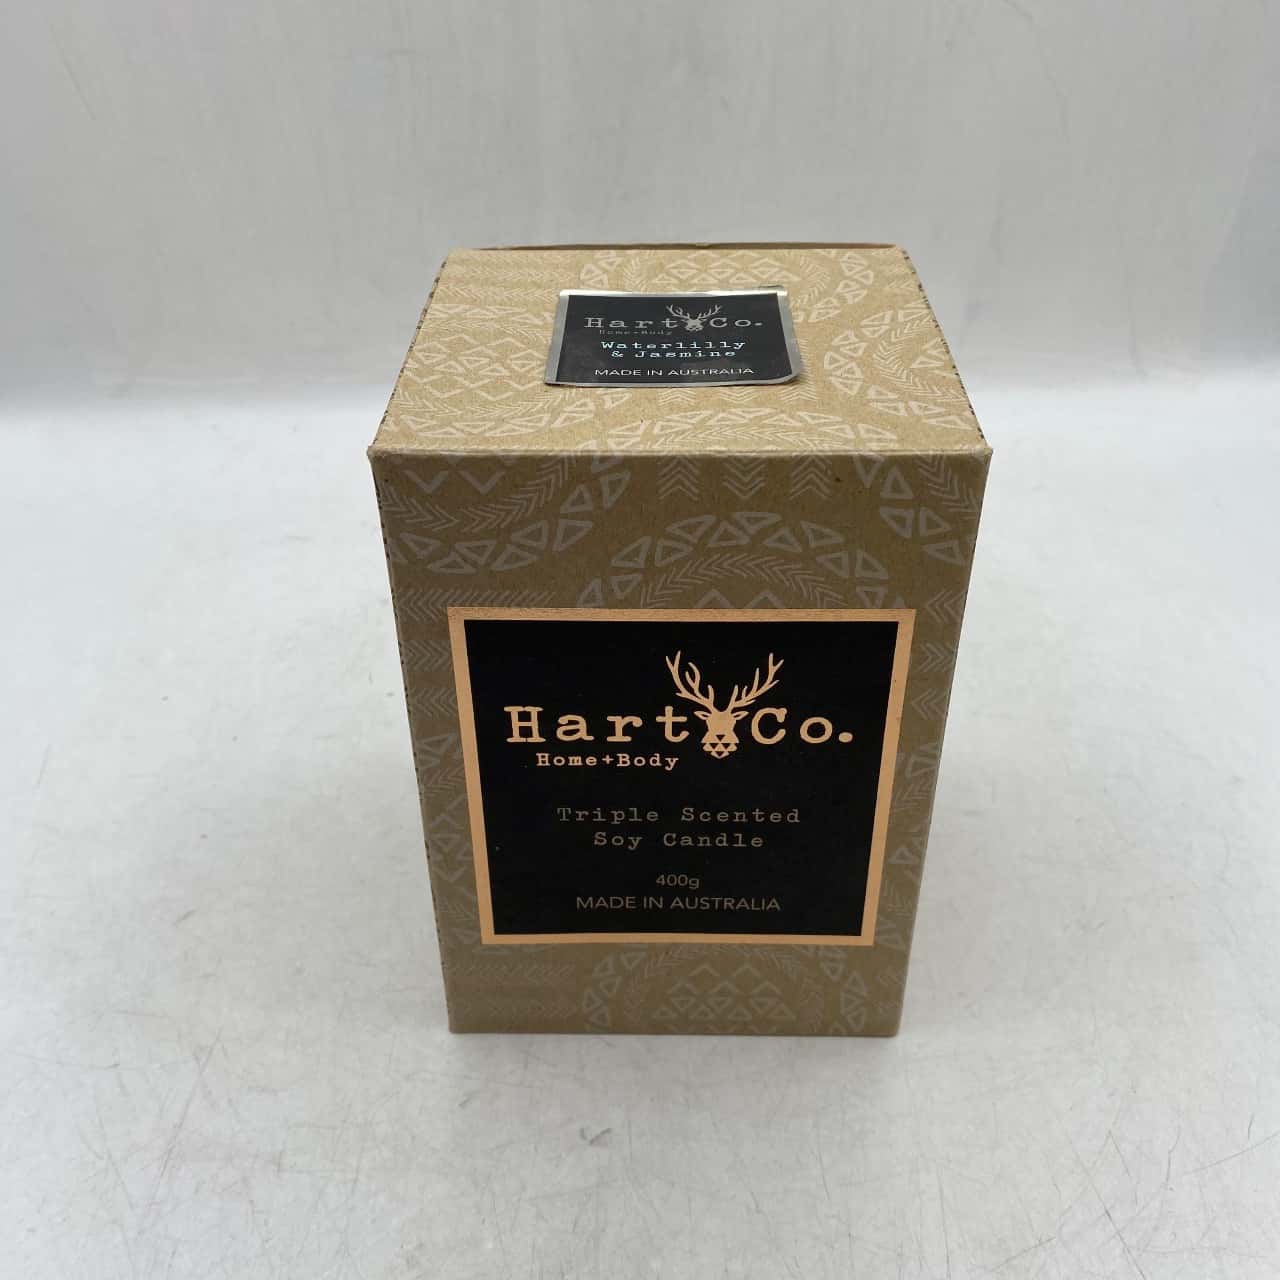 Hart Co.
Home+Body
Waterlilly
& Jasmine
MADE IN AUSTRALIA
Hart Co.
Home+Body
Triple Scented
Soy Candle
400g
MADE IN AUSTRALIA